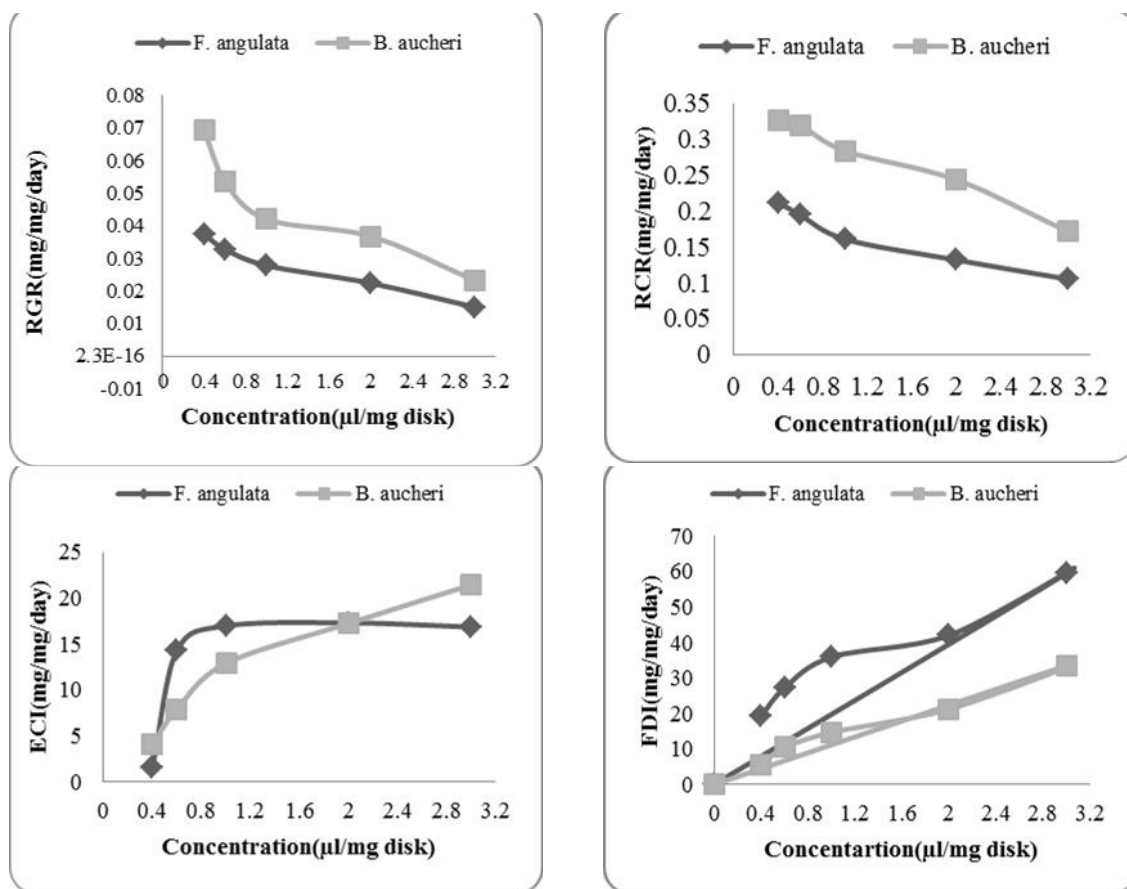 F. angulata B. aucheri
RGR(mg/mg/day)
0.08
0.07
0.06
0.05
0.04
0.03
0.02
0.01
2.3E-16
-0.01
0 0.4 0.8 1.2 1.6 2 2.4 2.8 3.2
Concentration(µl/mg disk)
F. angulata B. aucheri
RCR(mg/mg/day)
0.35
0.3
0.25
0.2
0.15
0.1
0.05
0
0 0.4 0.8 1.2 1.6 2 2.4 2.8 3.2
Concentration(µl/mg disk)
F. angulata B. aucheri
ECI(mg/mg/day)
25
20
15
10
5
0
0 0.4 0.8 1.2 1.6 2 2.4 2.8 3.2
Concentration(µl/mg disk)
F. angulata B. aucheri
FDI(mg/mg/day)
70
60
50
40
30
20
10
0
0 0.4 0.8 1.2 1.6 2 2.4 2.8 3.2
Concentartion(µl/mg disk)